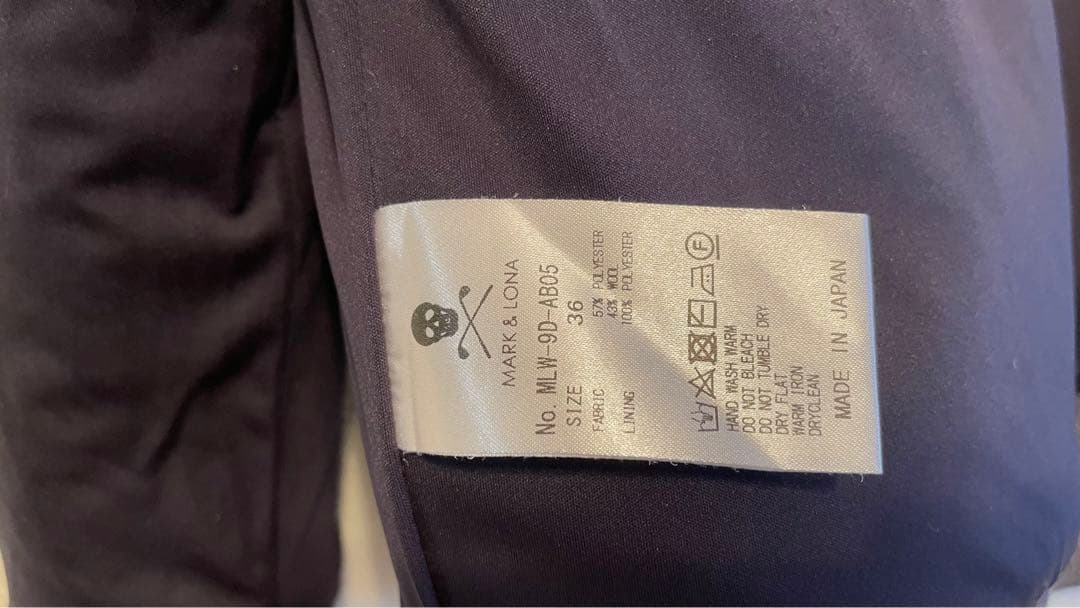 MARK & LONA
No. MLW-9D-AB05
SIZE 36
FABRIC 57% POLYESTER
43% WOOL
LINING 100% POLYESTER
F
HAND WASH WARM
DO NOT BLEACH
DO NOT TUMBLE DRY
DRY FLAT
WARM IRON
DRYCLEAN
MADE IN JAPAN